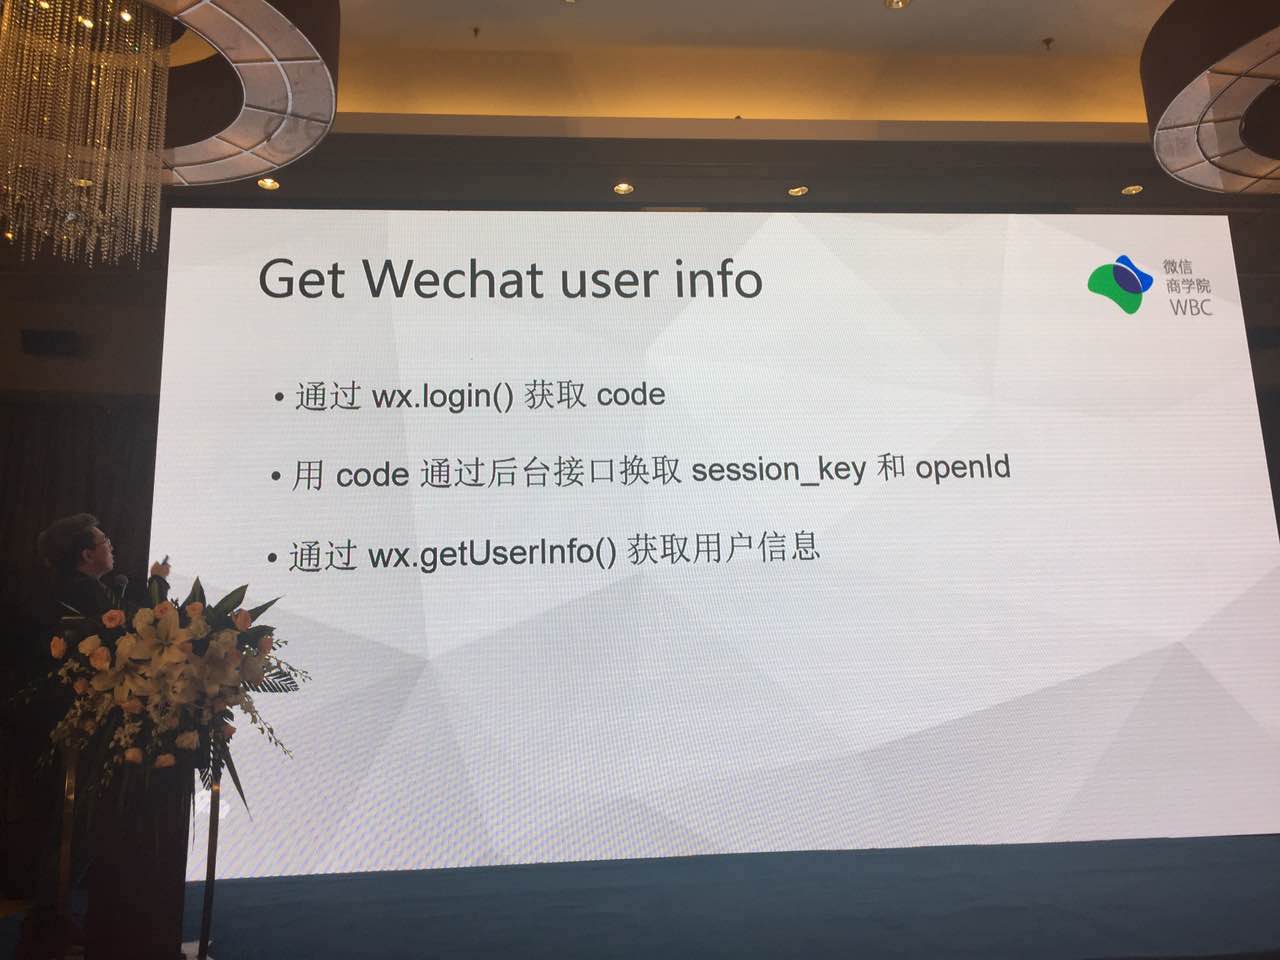 Get Wechat user info
微信
商学院
WBC
• 通过 wx.login() 获取 code
• 用 code 通过后台接口换取 session_key 和 openId
• 通过 wx.getUserInfo() 获取用户信息